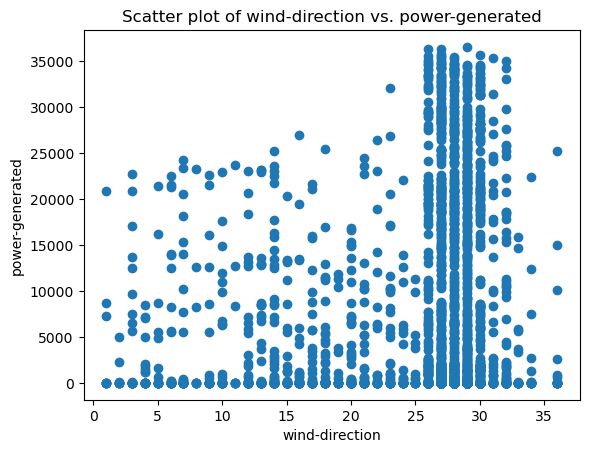 Scatter plot of wind-direction vs. power-generated
power-generated
35000
30000
25000
20000
15000
10000
5000
0
0 5 10 15 20 25 30 35
wind-direction